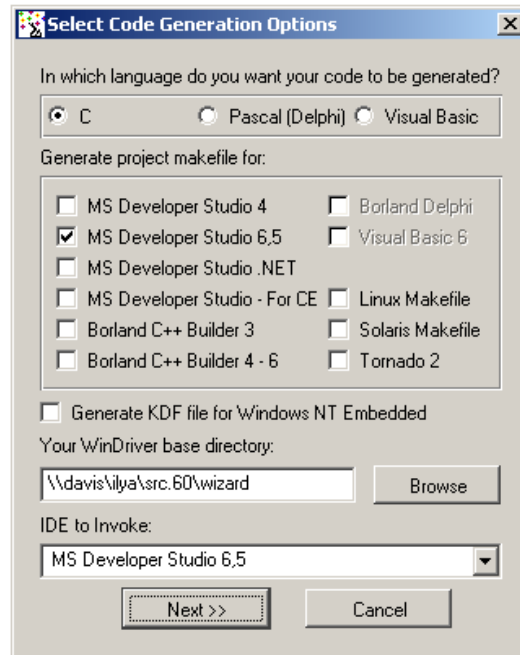 Select Code Generation Options
In which language do you want your code to be generated?
C Pascal (Delphi) Visual Basic
Generate project makefile for:
MS Developer Studio 4 Borland Delphi
MS Developer Studio 6,5 Visual Basic 6
MS Developer Studio .NET
MS Developer Studio - For CE Linux Makefile
Borland C++ Builder 3 Solaris Makefile
Borland C++ Builder 4 - 6 Tornado 2
Generate KDF file for Windows NT Embedded
Your WinDriver base directory:
\\davis\ilya\src.60\wizard Browse
IDE to Invoke:
MS Developer Studio 6,5
Next >> Cancel